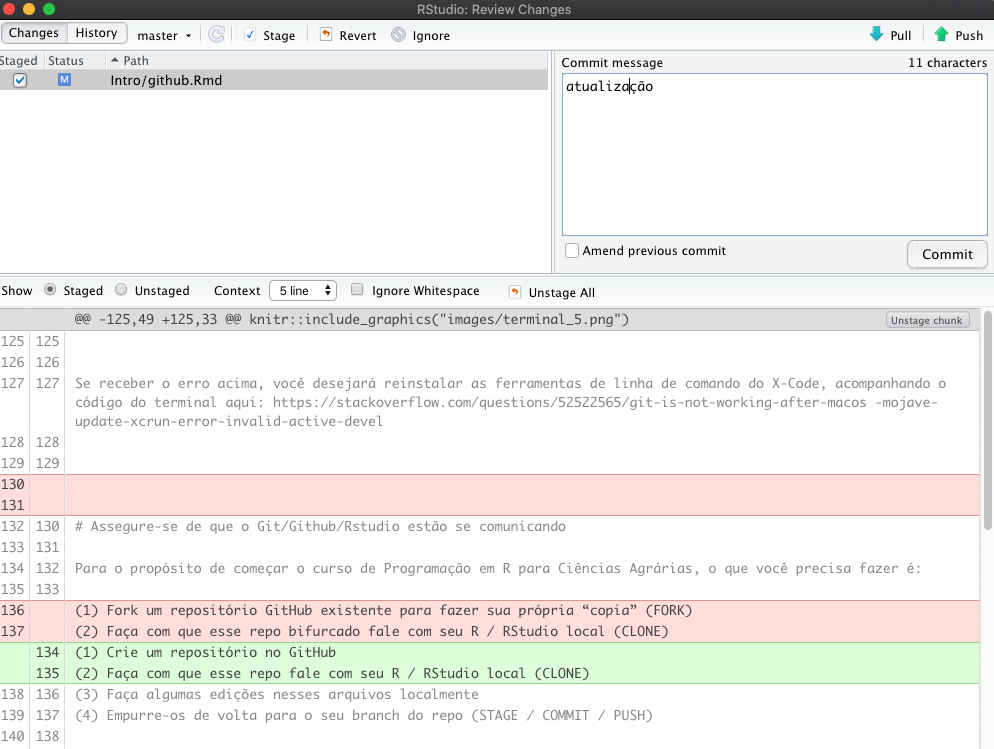 RStudio: Review Changes
Changes History master Stage Revert Ignore Pull Push
Staged Status Path
M Intro/github.Rmd
Commit message 11 characters
atualização
Amend previous commit Commit
Show Staged Unstaged Context 5 line Ignore Whitespace Unstage All
@@ -125,49 +125,33 @@ knitr::include_graphics("images/terminal_5.png") Unstage chunk
125 125
126 126
127 127 Se receber o erro acima, você desejará reinstalar as ferramentas de linha de comando do X-Code, acompanhando o
código do terminal aqui: https://stackoverflow.com/questions/52522565/git-is-not-working-after-macos -mojave-
update-xcrun-error-invalid-active-devel
128 128
129 129
130
131
132 130 # Assegure-se de que o Git/Github/Rstudio estão se comunicando
133 131
134 132 Para o propósito de começar o curso de Programação em R para Ciências Agrárias, o que você precisa fazer é:
135 133
136 (1) Fork um repositório GitHub existente para fazer sua própria “copia” (FORK)
137 (2) Faça com que esse repo bifurcado fale com seu R / RStudio local (CLONE)
134 (1) Crie um repositório no GitHub
135 (2) Faça com que esse repo fale com seu R / RStudio local (CLONE)
138 136 (3) Faça algumas edições nesses arquivos localmente
139 137 (4) Empurre-os de volta para o seu branch do repo (STAGE / COMMIT / PUSH)
140 138